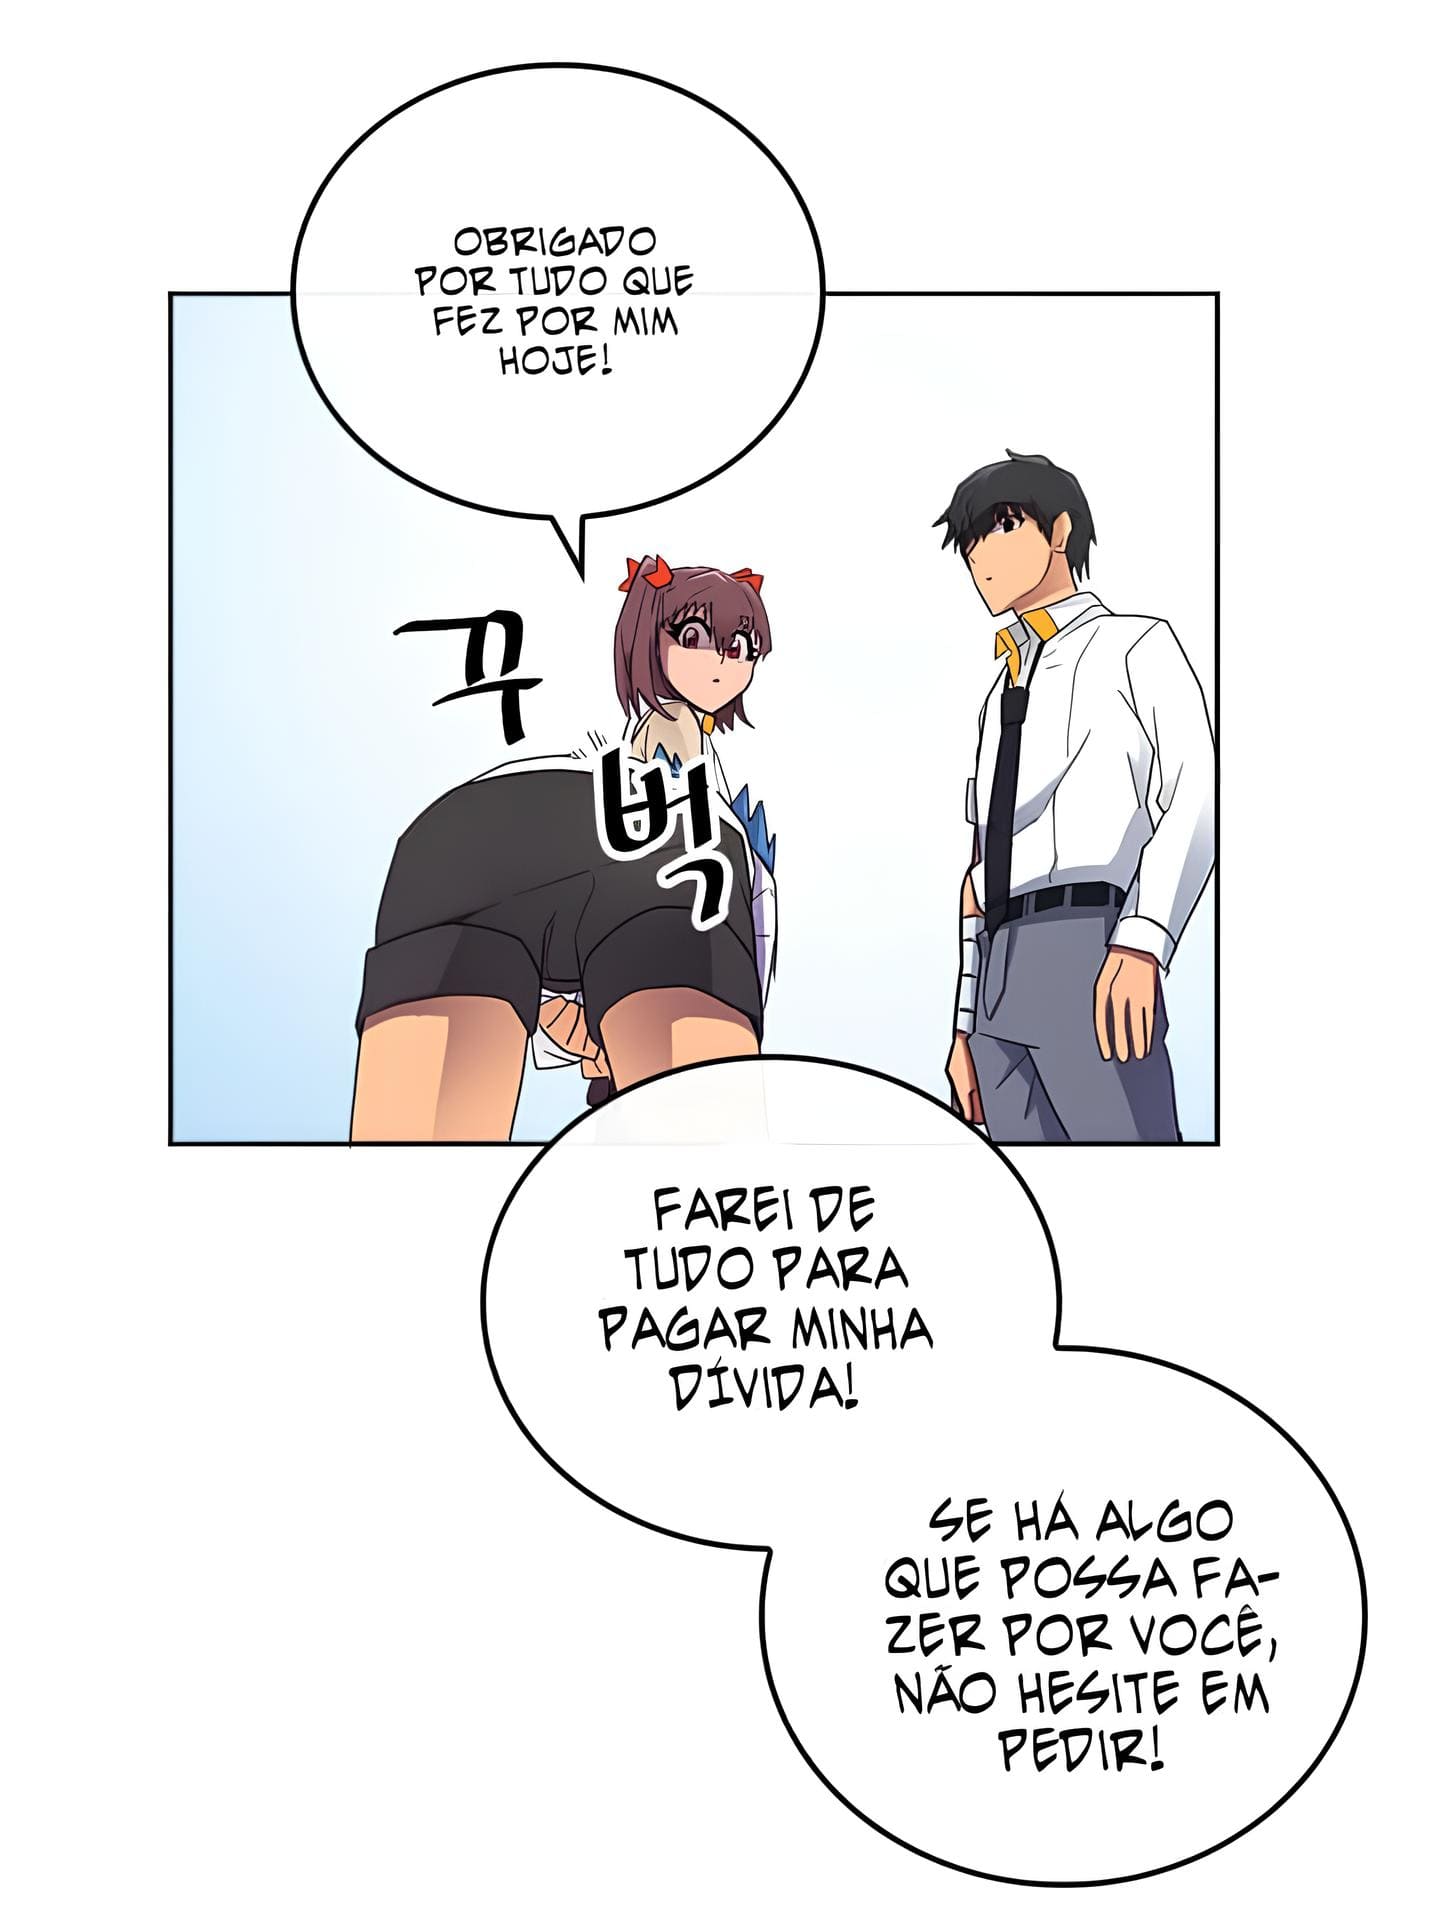 OBRIGADO
POR TUDO QUE
FEZ POR MIM
HOJE!
꾸
벅
FAREI DE
TUDO PARA
PAGAR MINHA
DÍVIDA!
SE HÁ ALGO
QUE POSSA FA-
ZER POR VOCÊ,
NÃO HESITE EM
PEDIR!